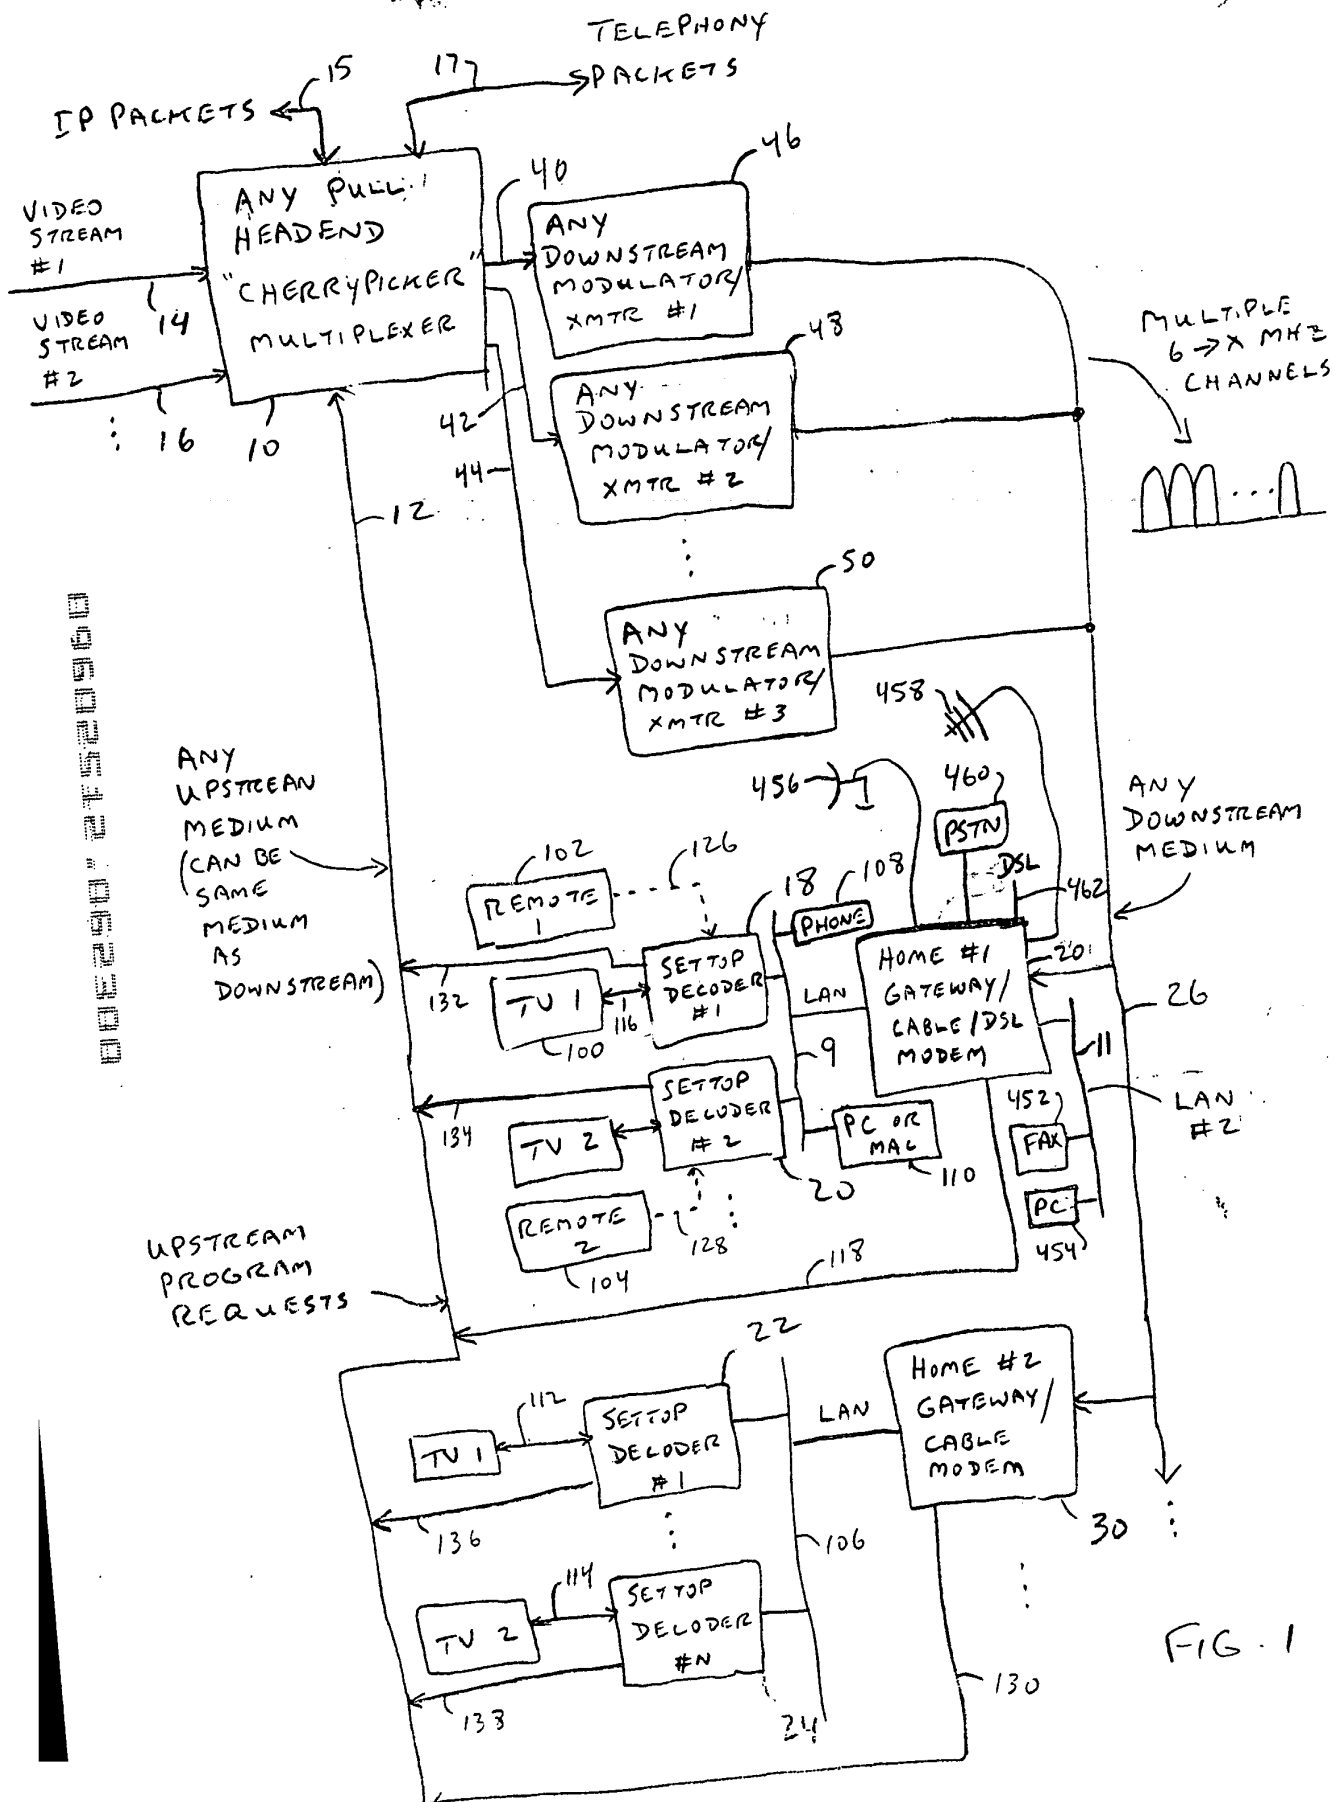 TELEPHONY
PACKETS
17
15
IP PACKETS
VIDEO
STREAM
#1
14
VIDEO
STREAM
#2
16
10
ANY PULL
HEADEND
"CHERRYPICKER"
MULTIPLEXER
40
42
44
12
46
ANY
DOWNSTREAM
MODULATOR/
XMTR #1
48
ANY
DOWNSTREAM
MODULATOR/
XMTR #2
50
ANY
DOWNSTREAM
MODULATOR/
XMTR #3
MULTIPLE
6 → X MHZ
CHANNELS
ANY
UPSTREAM
MEDIUM
(CAN BE
SAME
MEDIUM
AS
DOWNSTREAM)
458
456
460
PSTN
DSL
462
ANY
DOWNSTREAM
MEDIUM
102
REMOTE
1
126
18
108
PHONE
SETTOP
DECODER
#1
132
TV 1
116
100
LAN
9
HOME #1
GATEWAY/
CABLE/DSL
MODEM
20
26
11
LAN
#2
452
FAX
PC
454
134
SETTOP
DECODER
#2
TV 2
20
PC OR
MAC
110
REMOTE
2
104
128
118
UPSTREAM
PROGRAM
REQUESTS
22
112
TV 1
SETTOP
DECODER
#1
136
LAN
HOME #2
GATEWAY/
CABLE
MODEM
30
106
114
TV 2
SETTOP
DECODER
#N
138
24
130
FIG. 1